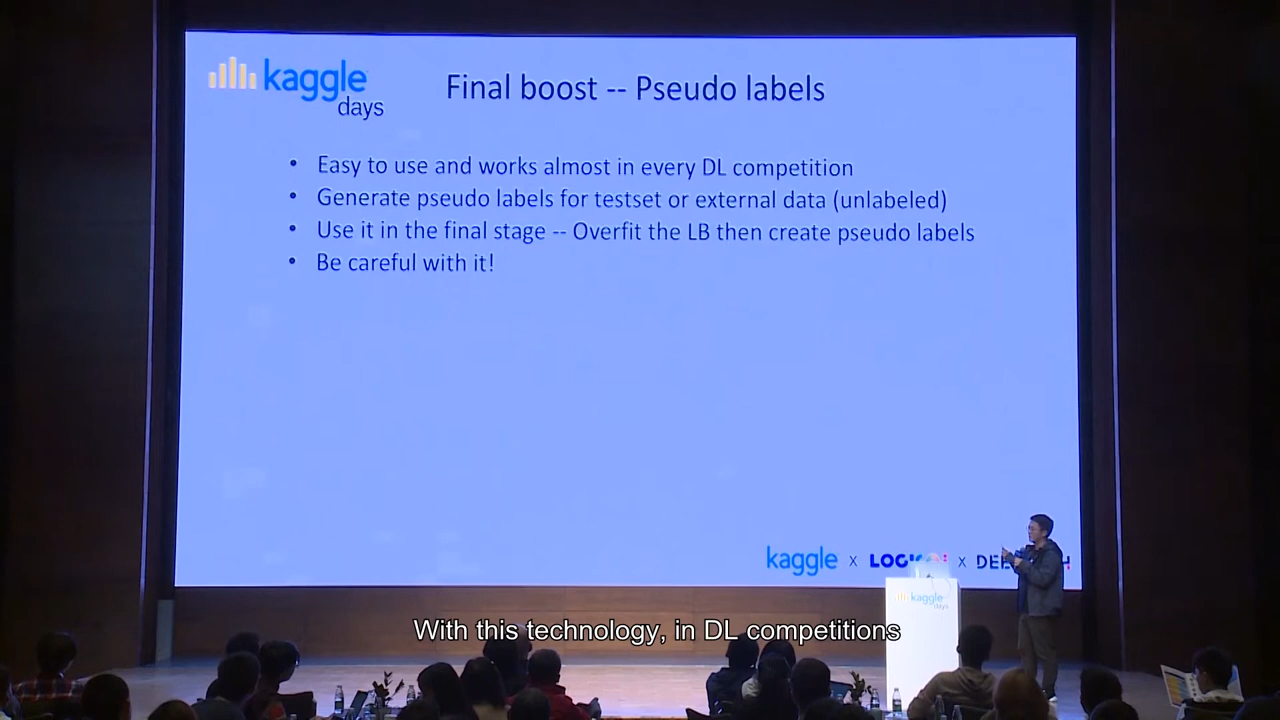 kaggle
days
Final boost -- Pseudo labels
• Easy to use and works almost in every DL competition
• Generate pseudo labels for testset or external data (unlabeled)
• Use it in the final stage -- Overfit the LB then create pseudo labels
• Be careful with it!
kaggle x x
kaggle
days
With this technology, in DL competitions